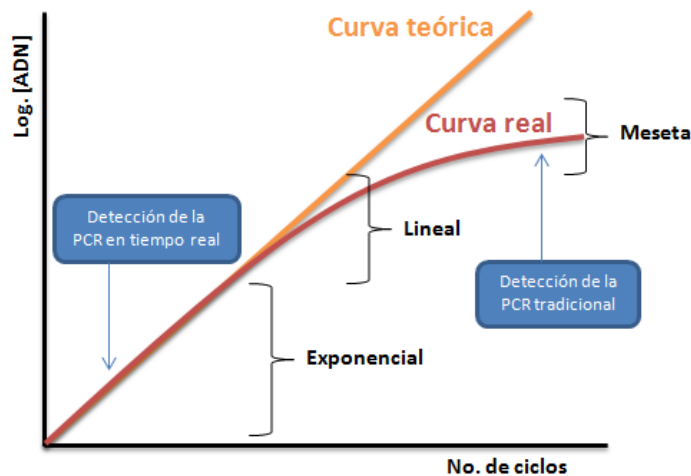 Curva teórica
Log. [ADN]
Curva real
Meseta
Detección de la
PCR en tiempo real
Lineal
Detección de la
PCR tradicional
Exponencial
No. de ciclos